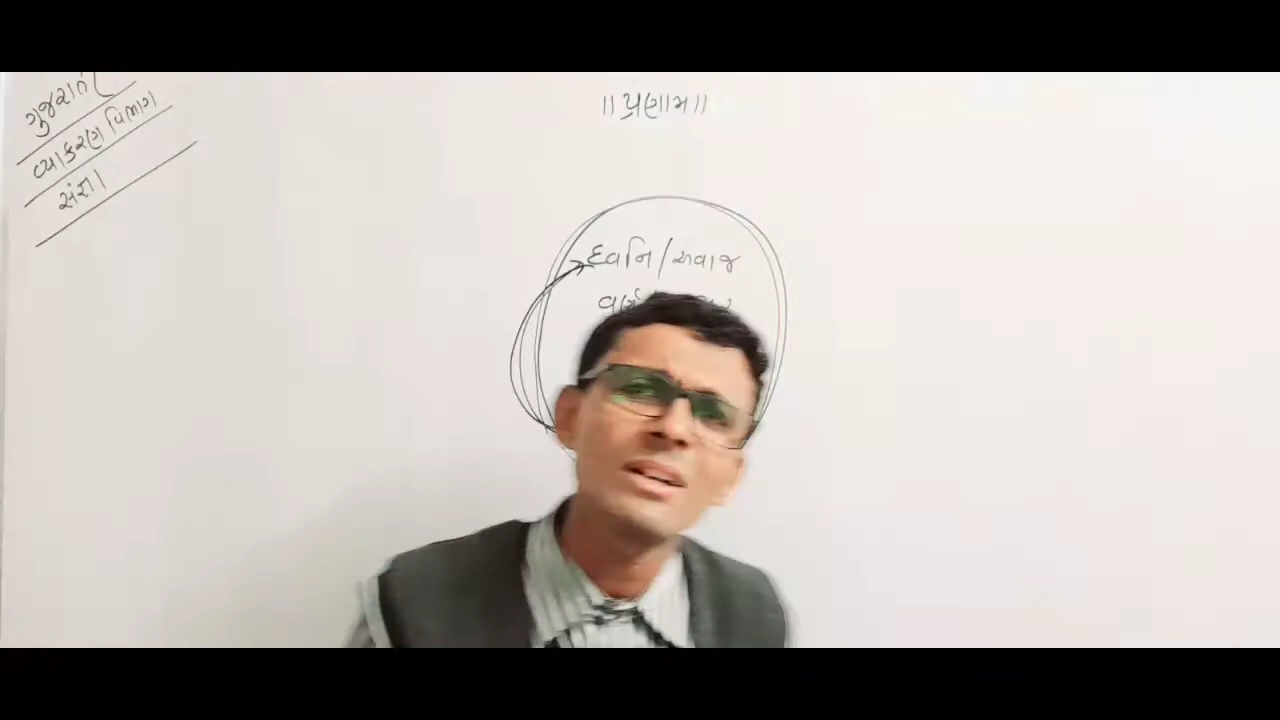 ગુજરાતી
વ્યાકરણ વિભાગ
સંજ્ઞા
॥ પ્રણામ ॥
ધ્વનિ / અવાજ